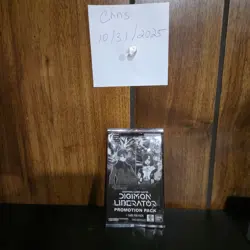 Chris
10/31/2025
DIGIMON
LIBERATOR
PROMOTION PACK